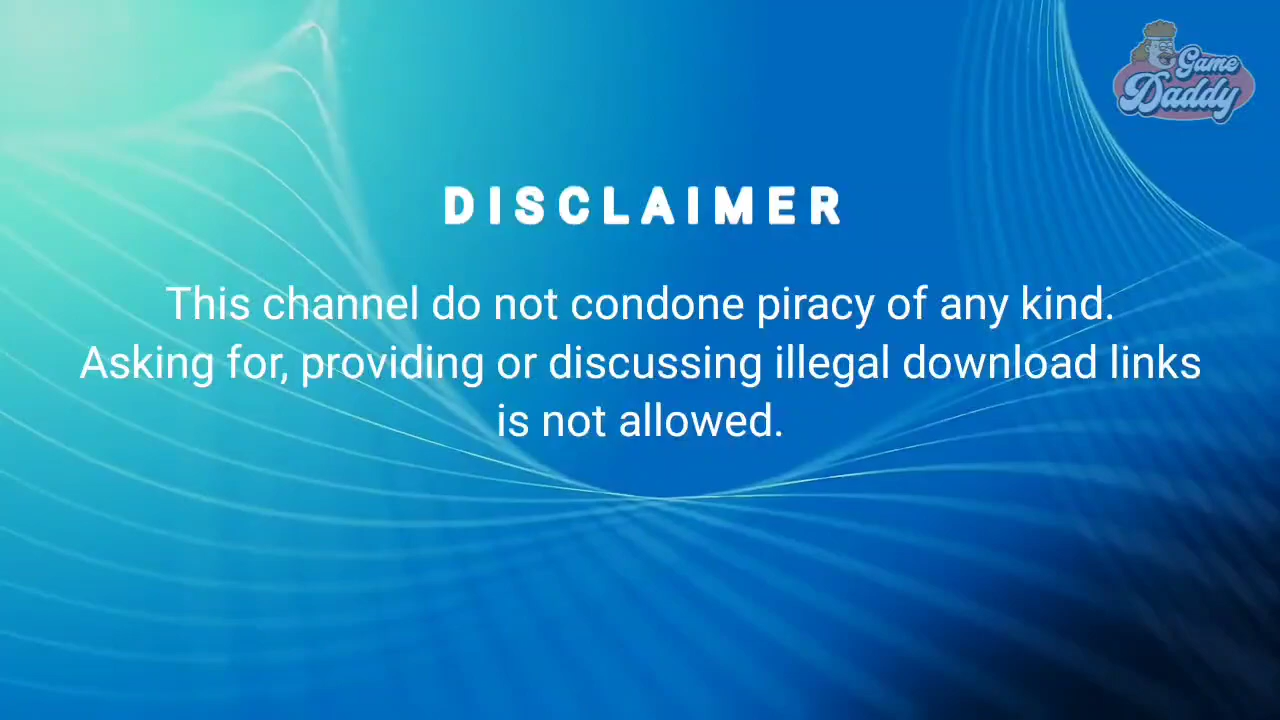 Game
Daddy
DISCLAIMER
This channel do not condone piracy of any kind.
Asking for, providing or discussing illegal download links
is not allowed.